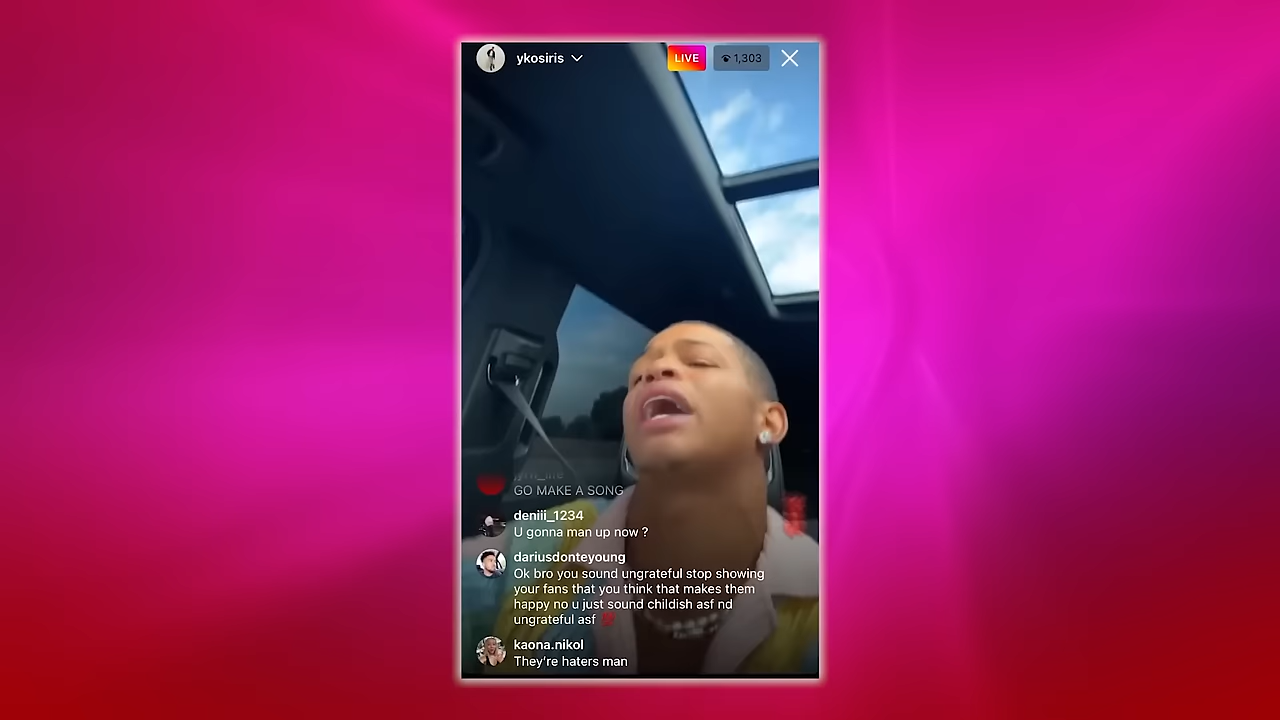 ykosiris
LIVE
1,303
GO MAKE A SONG
deniii_1234
U gonna man up now ?
dariusdonteyoung
Ok bro you sound ungrateful stop showing
your fans that you think that makes them
happy no u just sound childish asf nd
ungrateful asf 💯
kaona.nikol
They're haters man